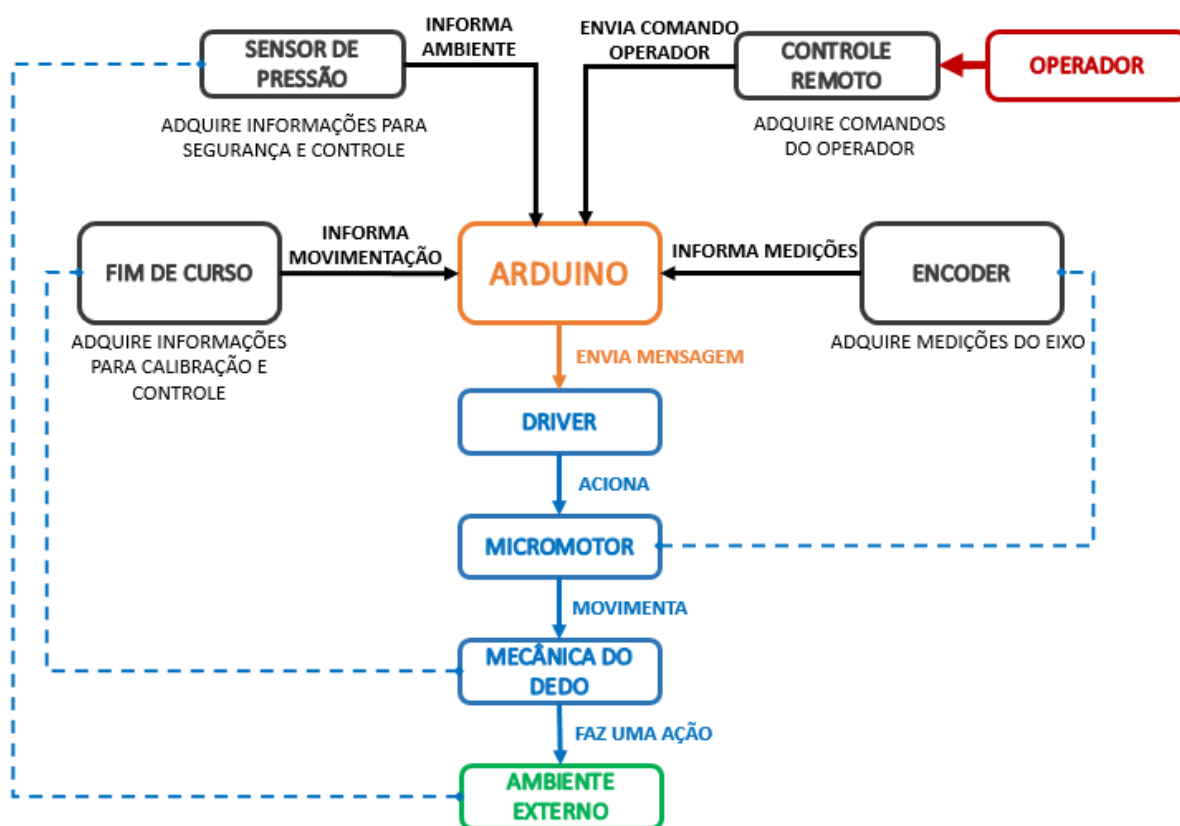 INFORMA
AMBIENTE
ENVIA COMANDO
OPERADOR
SENSOR DE
PRESSÃO
CONTROLE
REMOTO
OPERADOR
ADQUIRE INFORMAÇÕES PARA
SEGURANÇA E CONTROLE
ADQUIRE COMANDOS
DO OPERADOR
INFORMA
MOVIMENTAÇÃO
FIM DE CURSO
ARDUINO
INFORMA MEDIÇÕES
ENCODER
ADQUIRE INFORMAÇÕES
PARA CALIBRAÇÃO E
CONTROLE
ADQUIRE MEDIÇÕES DO EIXO
ENVIA MENSAGEM
DRIVER
ACIONA
MICROMOTOR
MOVIMENTA
MECÂNICA DO
DEDO
FAZ UMA AÇÃO
AMBIENTE
EXTERNO